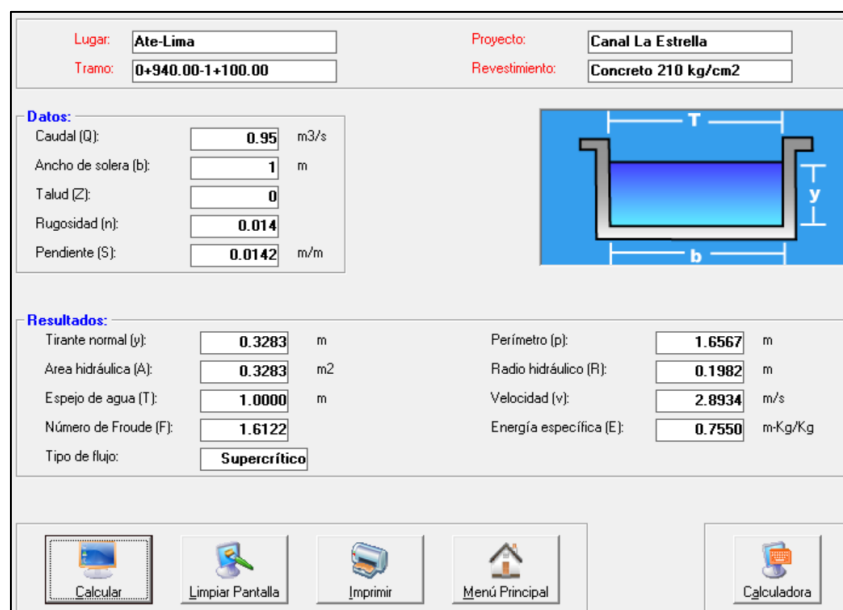 Lugar: Ate-Lima Proyecto: Canal La Estrella
Tramo: 0+940.00-1+100.00 Revestimiento: Concreto 210 kg/cm2
Datos:
Caudal (Q): 0.95 m3/s
Ancho de solera (b): 1 m
Talud (Z): 0
Rugosidad (n): 0.014
Pendiente (S): 0.0142 m/m
T
y
b
Resultados:
Tirante normal (y): 0.3283 m Perímetro (p): 1.6567 m
Area hidráulica (A): 0.3283 m2 Radio hidráulico (R): 0.1982 m
Espejo de agua (T): 1.0000 m Velocidad (v): 2.8934 m/s
Número de Froude (F): 1.6122 Energía específica (E): 0.7550 m-Kg/Kg
Tipo de flujo: Supercrítico
Calcular Limpiar Pantalla Imprimir Menú Principal Calculadora